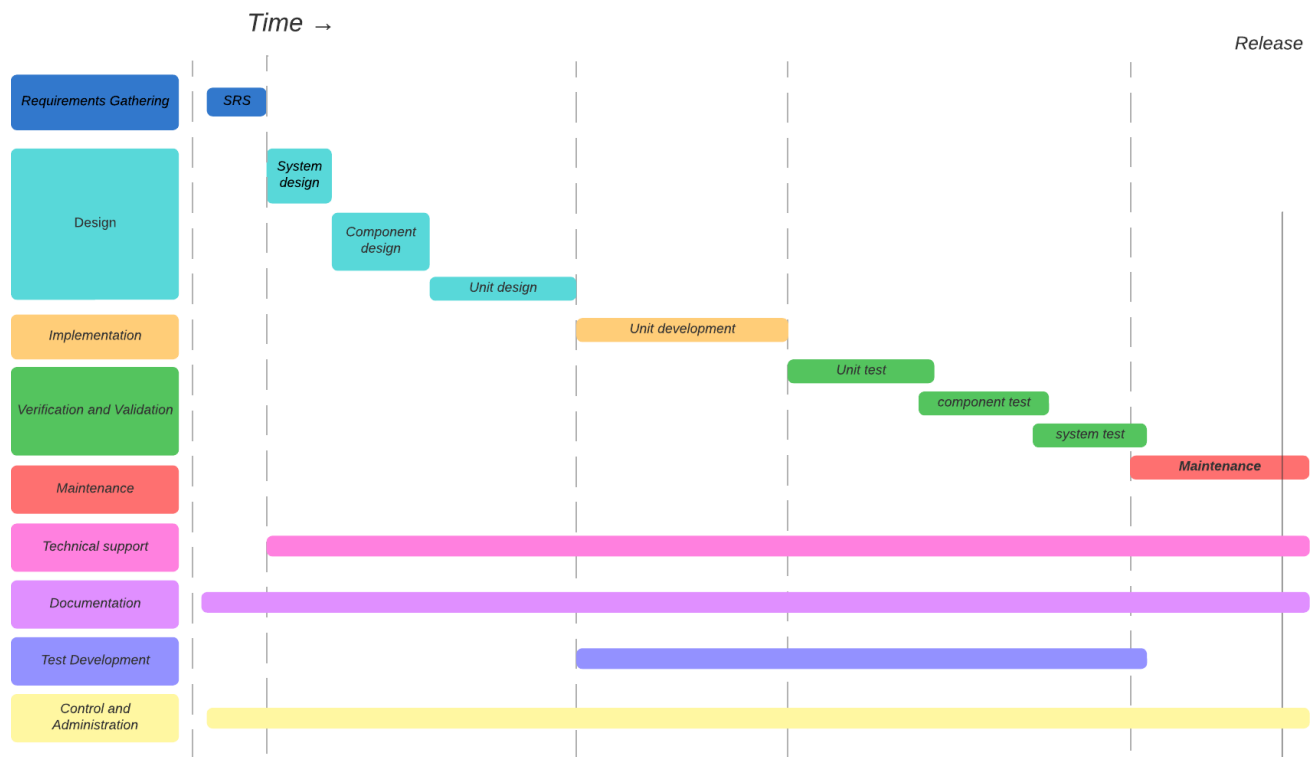 Time →
Release
Requirements Gathering
SRS
System
design
Design
Component
design
Unit design
Implementation
Unit development
Unit test
Verification and Validation
component test
system test
Maintenance
Maintenance
Technical support
Documentation
Test Development
Control and
Administration